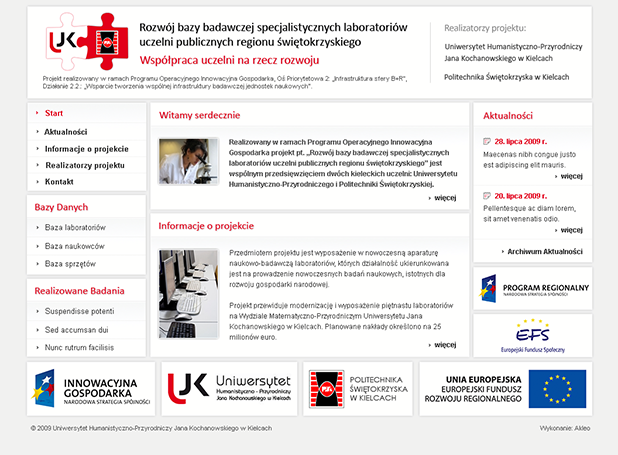 UJK
PŚk
Rozwój bazy badawczej specjalistycznych laboratoriów
uczelni publicznych regionu świętokrzyskiego
Współpraca uczelni na rzecz rozwoju
Projekt realizowany w ramach Programu Operacyjnego Innowacyjna Gospodarka, Oś Priorytetowa 2: „Infrastruktura sfery B+R",
Działanie 2.2.: „Wsparcie tworzenia wspólnej infrastruktury badawczej jednostek naukowych".
Realizatorzy projektu:
Uniwersytet Humanistyczno-Przyrodniczy
Jana Kochanowskiego w Kielcach
Politechnika Świętokrzyska w Kielcach
Start
Aktualności
Informacje o projekcie
Realizatorzy projektu
Kontakt
Bazy Danych
Baza laboratoriów
Baza naukowców
Baza sprzętów
Realizowane Badania
Suspendisse potenti
Sed accumsan dui
Nunc rutrum facilisis
Witamy serdecznie
Realizowany w ramach Programu Operacyjnego Innowacyjna
Gospodarka projekt pt. „Rozwój bazy badawczej specjalistycznych
laboratoriów uczelni publicznych regionu świętokrzyskiego" jest
wspólnym przedsięwzięciem dwóch kieleckich uczelni: Uniwersytetu
Humanistyczno-Przyrodniczego i Politechniki Świętokrzyskiej.
więcej
Informacje o projekcie
Przedmiotem projektu jest wyposażenie w nowoczesną aparaturę
naukowo-badawczą laboratoriów, których działalność ukierunkowana
jest na prowadzenie nowoczesnych badań naukowych, istotnych dla
rozwoju gospodarki narodowej.
Projekt przewiduje modernizację i wyposażenie piętnastu laboratoriów
na Wydziale Matematyczno-Przyrodniczym Uniwersytetu Jana
Kochanowskiego w Kielcach. Planowane nakłady określono na 25
milionów euro.
więcej
Aktualności
28. lipca 2009 r.
Maecenas nibh congue justo
est adipiscing elit mauris.
więcej
20. lipca 2009 r.
Pellentesque ac diam lorem,
sit amet venenatis odio.
więcej
Archiwum Aktualności
PROGRAM REGIONALNY
NARODOWA STRATEGIA SPÓJNOŚCI
EFS
Europejski Fundusz Społeczny
INNOWACYJNA
GOSPODARKA
NARODOWA STRATEGIA SPÓJNOŚCI
UJK
Uniwersytet
Humanistyczno - Przyrodniczy
Jana Kochanowskiego w Kielcach
PŚk
POLITECHNIKA
ŚWIĘTOKRZYSKA
W KIELCACH
UNIA EUROPEJSKA
EUROPEJSKI FUNDUSZ
ROZWOJU REGIONALNEGO
© 2009 Uniwersytet Humanistyczno-Przyrodniczy Jana Kochanowskiego w Kielcach
Wykonanie: Akleo